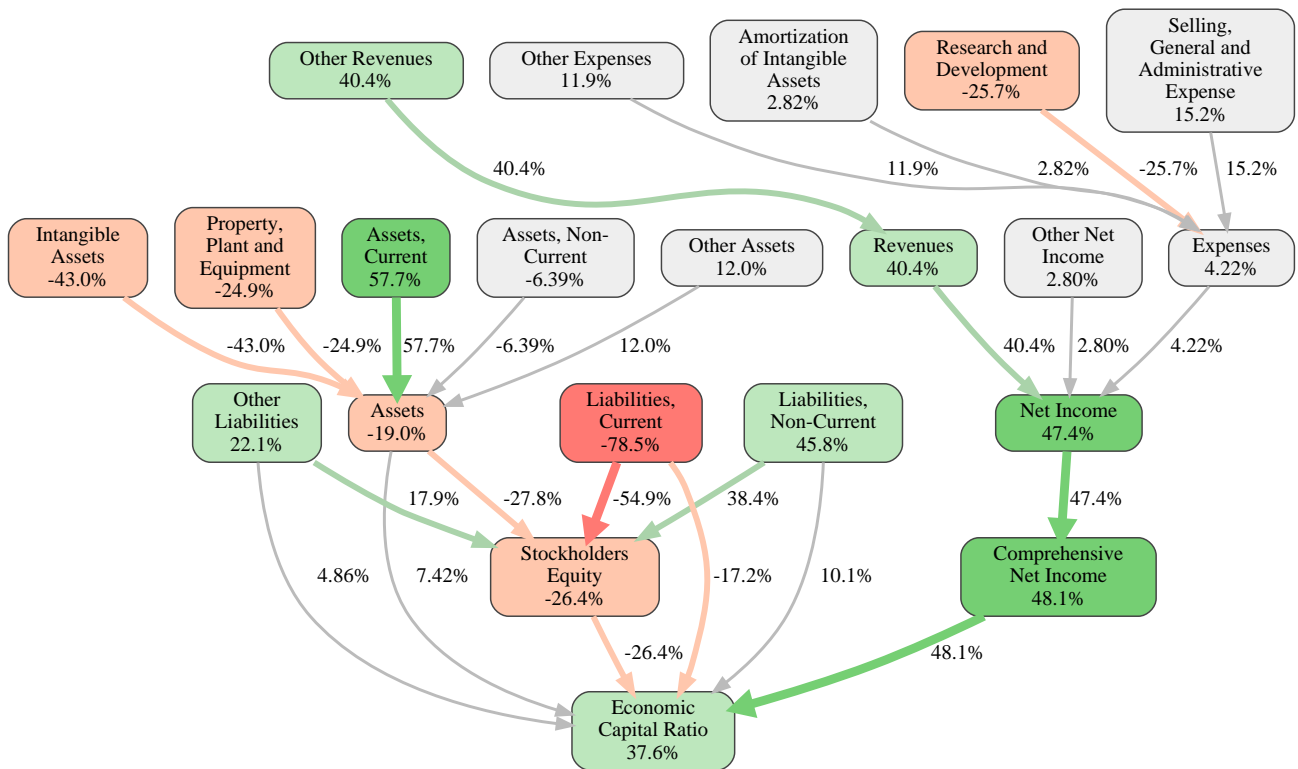 Other Revenues
40.4%
Other Expenses
11.9%
Amortization
of Intangible
Assets
2.82%
Research and
Development
-25.7%
Selling,
General and
Administrative
Expense
15.2%
40.4%
11.9%
2.82%
-25.7%
15.2%
Intangible
Assets
-43.0%
Property,
Plant and
Equipment
-24.9%
Assets,
Current
57.7%
Assets, Non-
Current
-6.39%
Other Assets
12.0%
Revenues
40.4%
Other Net
Income
2.80%
Expenses
4.22%
-43.0%
-24.9%
57.7%
-6.39%
12.0%
40.4%
2.80%
4.22%
Other
Liabilities
22.1%
Assets
-19.0%
Liabilities,
Current
-78.5%
Liabilities,
Non-Current
45.8%
Net Income
47.4%
17.9%
-27.8%
-54.9%
38.4%
47.4%
4.86%
7.42%
Stockholders
Equity
-26.4%
-17.2%
10.1%
Comprehensive
Net Income
48.1%
-26.4%
48.1%
Economic
Capital Ratio
37.6%